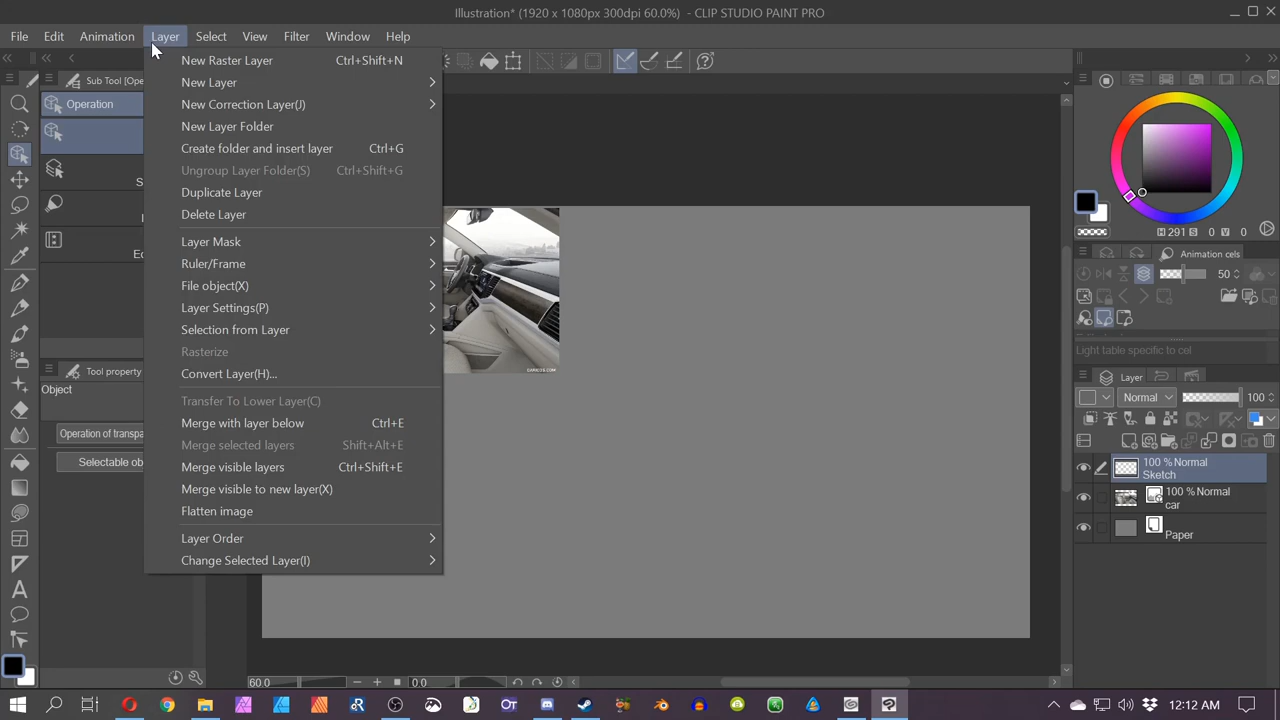 Illustration* (1920 x 1080px 300dpi 60.0%) - CLIP STUDIO PAINT PRO
File Edit Animation Layer Select View Filter Window Help
Sub Tool [Ope
Operation
S
Ec
Tool property
Object
Operation of transpa
Selectable ob
New Raster Layer Ctrl+Shift+N
New Layer
New Correction Layer(J)
New Layer Folder
Create folder and insert layer Ctrl+G
Ungroup Layer Folder(S) Ctrl+Shift+G
Duplicate Layer
Delete Layer
Layer Mask
Ruler/Frame
File object(X)
Layer Settings(P)
Selection from Layer
Rasterize
Convert Layer(H)...
Transfer To Lower Layer(C)
Merge with layer below Ctrl+E
Merge selected layers Shift+Alt+E
Merge visible layers Ctrl+Shift+E
Merge visible to new layer(X)
Flatten image
Layer Order
Change Selected Layer(I)
60.0 0.0
H 291 S 0 V 0
Animation cels
50
Light table specific to cel
Layer
Normal 100
100 % Normal
Sketch
100 % Normal
car
Paper
12:12 AM